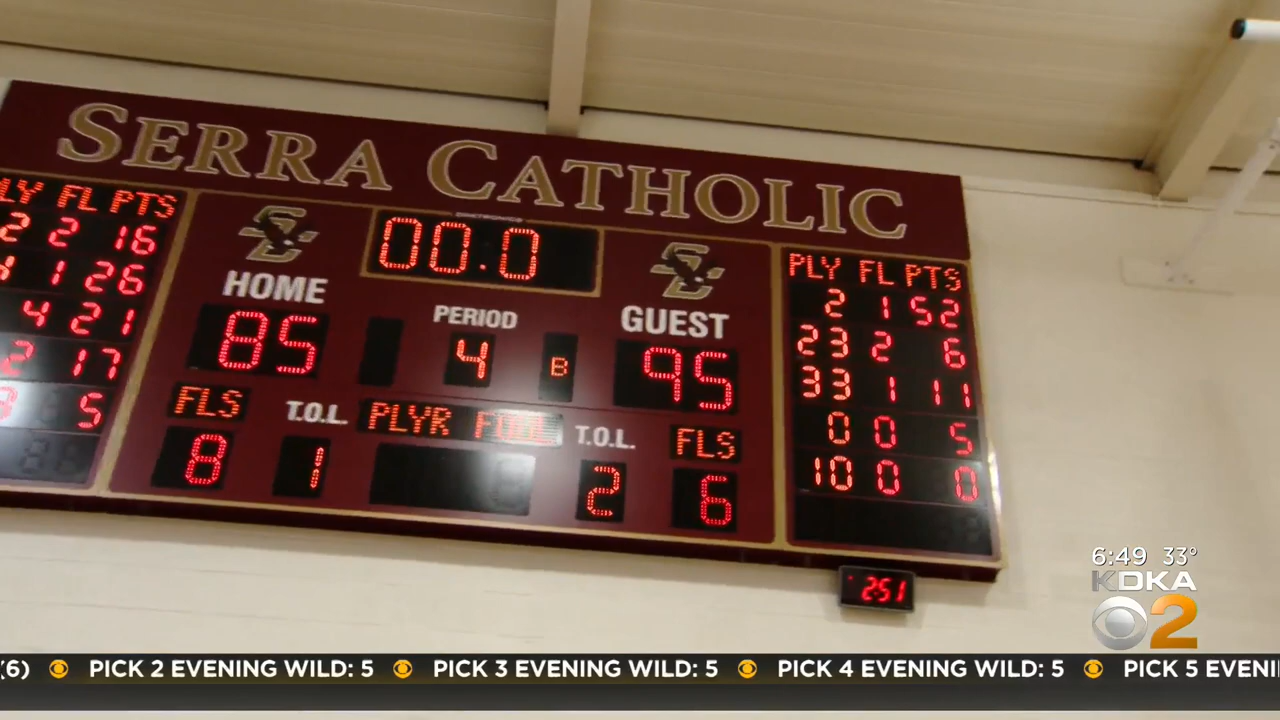 SERRA CATHOLIC
LY FL PTS
2 2 16
1 26
4 21
2 17
5
00.0
HOME
85
PERIOD
4
B
GUEST
95
FLS
8
T.O.L.
1
PLYR FOUL
T.O.L.
2
FLS
6
PLY FL PTS
2 1 52
23 2 6
33 1 11
0 0 5
10 0 0
2:51
6:49 33°
KDKA
2
(6) PICK 2 EVENING WILD: 5 PICK 3 EVENING WILD: 5 PICK 4 EVENING WILD: 5 PICK 5 EVENI